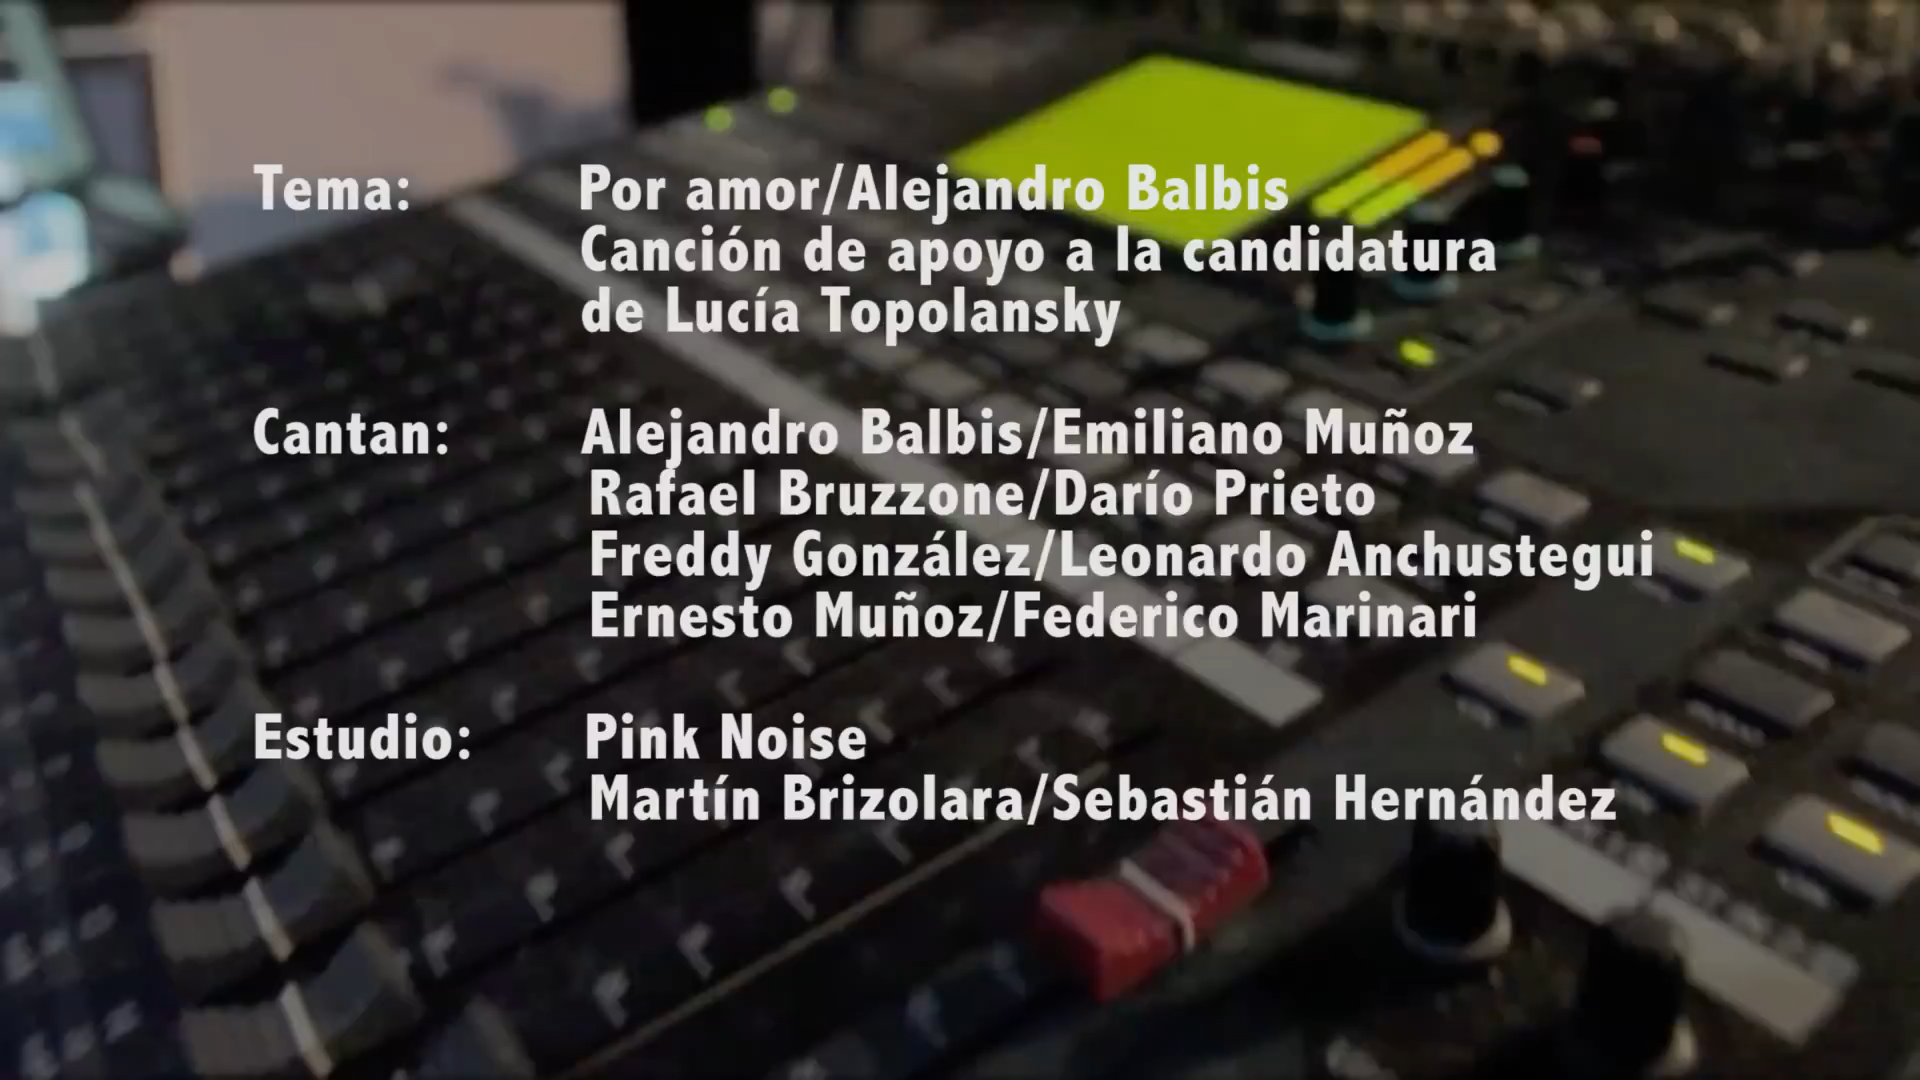 Tema: Por amor/Alejandro Balbis
Canción de apoyo a la candidatura
de Lucía Topolansky
Cantan: Alejandro Balbis/Emiliano Muñoz
Rafael Bruzzone/Darío Prieto
Freddy González/Leonardo Anchustegui
Ernesto Muñoz/Federico Marinari
Estudio: Pink Noise
Martín Brizolara/Sebastián Hernández